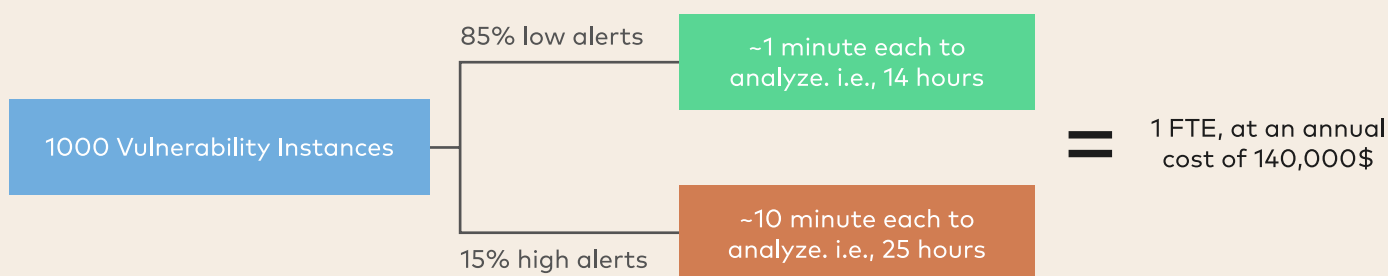 85% low alerts
~1 minute each to
analyze. i.e., 14 hours
1000 Vulnerability Instances
=
1 FTE, at an annual
cost of 140,000$
~10 minute each to
analyze. i.e., 25 hours
15% high alerts